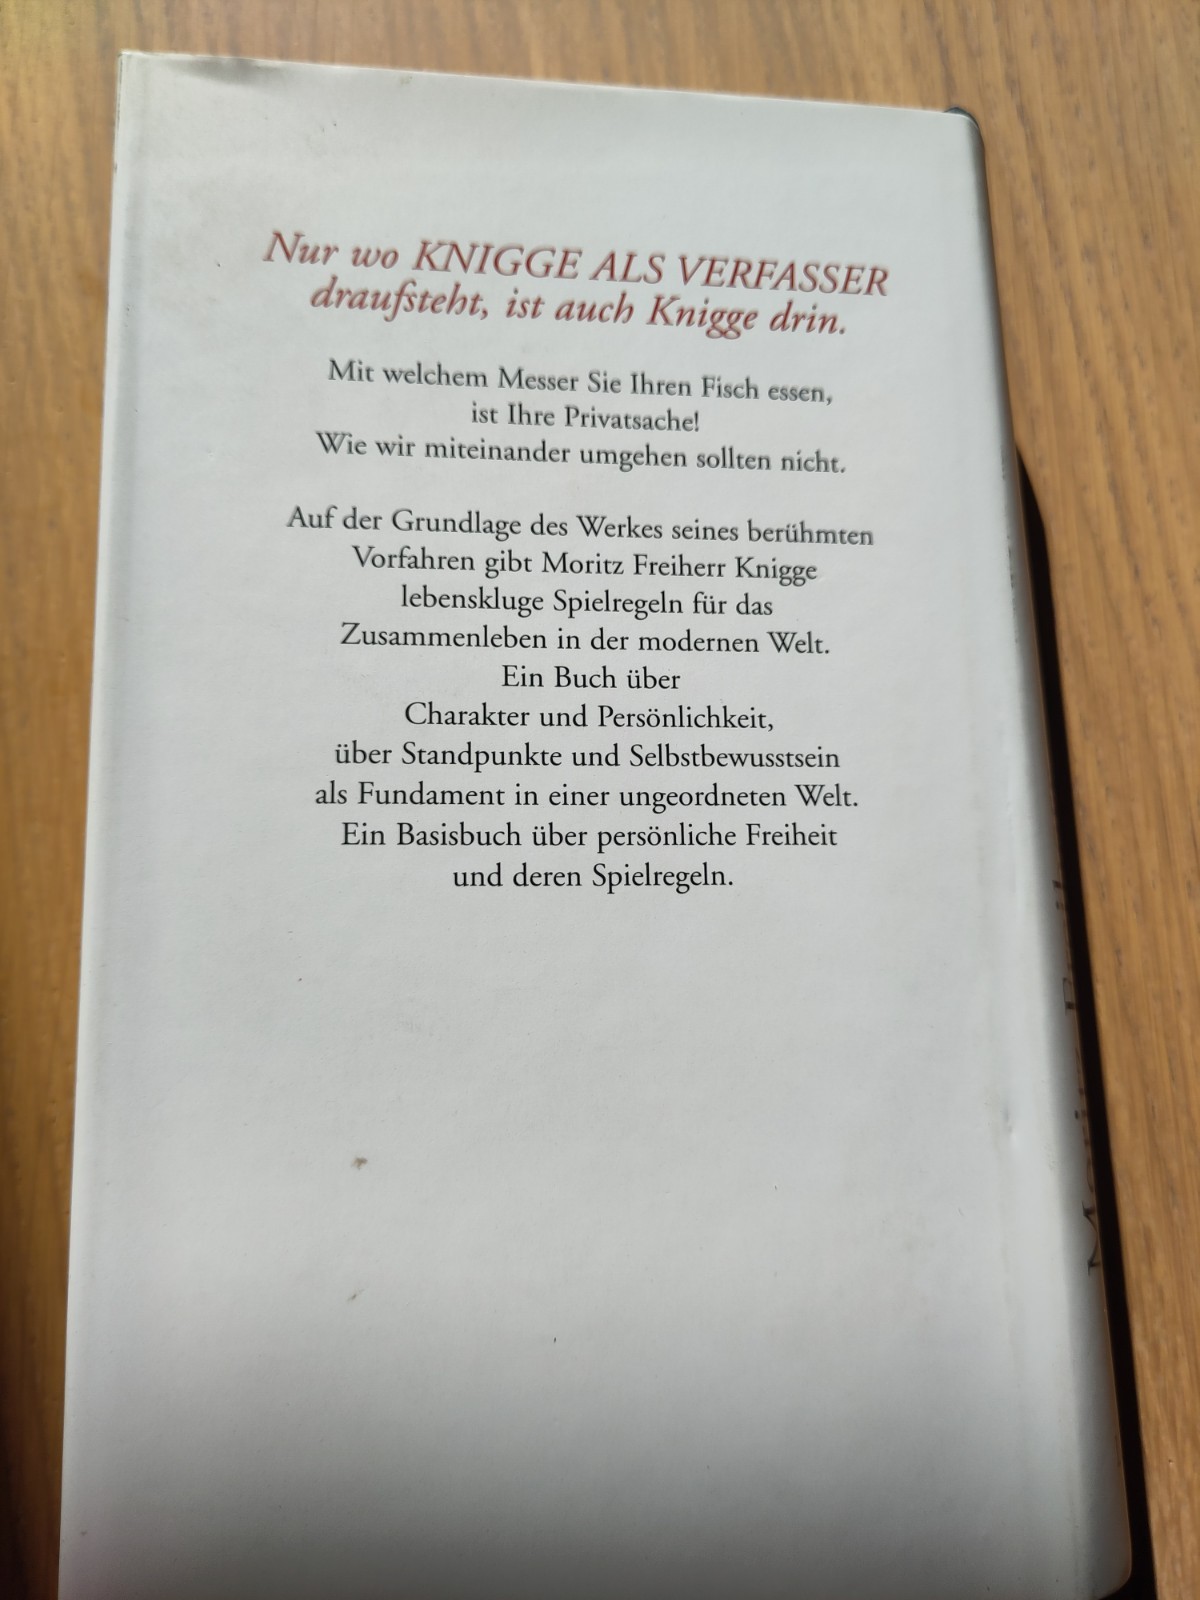 Nur wo KNIGGE ALS VERFASSER
draufsteht, ist auch Knigge drin.
Mit welchem Messer Sie Ihren Fisch essen,
ist Ihre Privatsache!
Wie wir miteinander umgehen sollten nicht.
Auf der Grundlage des Werkes seines berühmten
Vorfahren gibt Moritz Freiherr Knigge
lebenskluge Spielregeln für das
Zusammenleben in der modernen Welt.
Ein Buch über
Charakter und Persönlichkeit,
über Standpunkte und Selbstbewusstsein
als Fundament in einer ungeordneten Welt.
Ein Basisbuch über persönliche Freiheit
und deren Spielregeln.